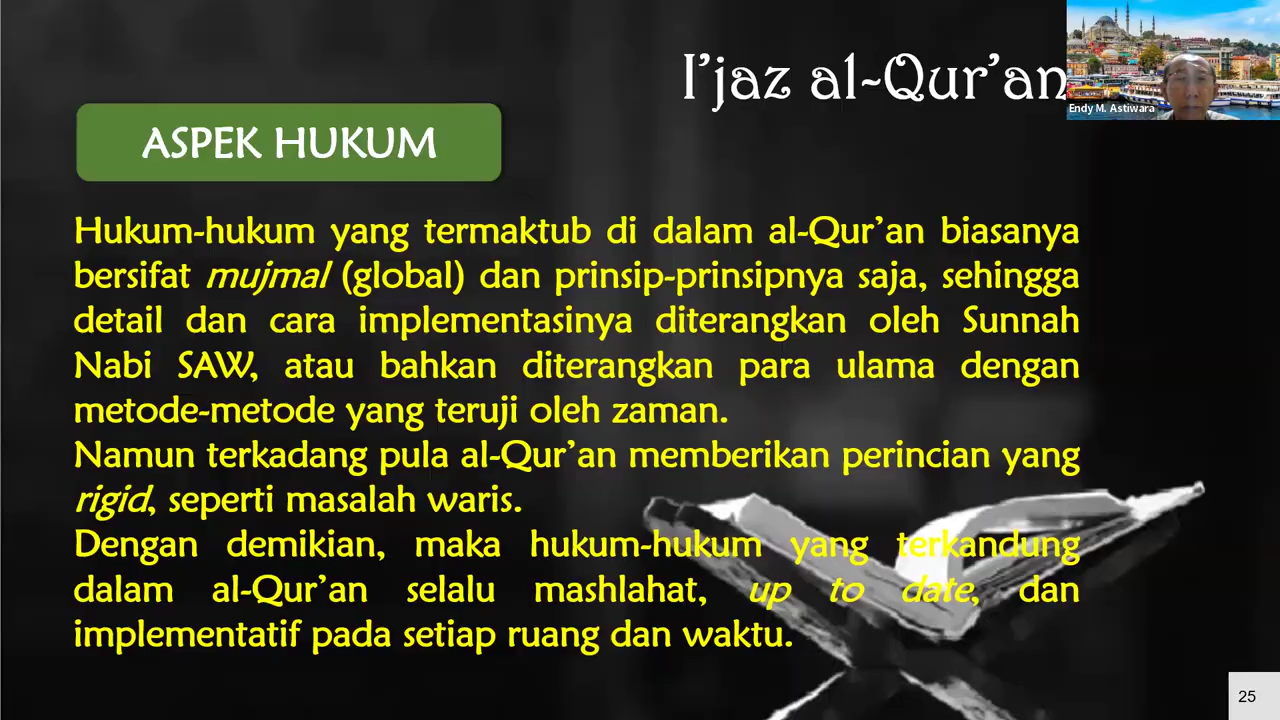 I'jaz al-Qur'an
Endy M. Astiwara
ASPEK HUKUM
Hukum-hukum yang termaktub di dalam al-Qur'an biasanya
bersifat mujmal (global) dan prinsip-prinsipnya saja, sehingga
detail dan cara implementasinya diterangkan oleh Sunnah
Nabi SAW, atau bahkan diterangkan para ulama dengan
metode-metode yang teruji oleh zaman.
Namun terkadang pula al-Qur'an memberikan perincian yang
rigid, seperti masalah waris.
Dengan demikian, maka hukum-hukum yang terkandung
dalam al-Qur'an selalu mashlahat, up to date, dan
implementatif pada setiap ruang dan waktu.
25